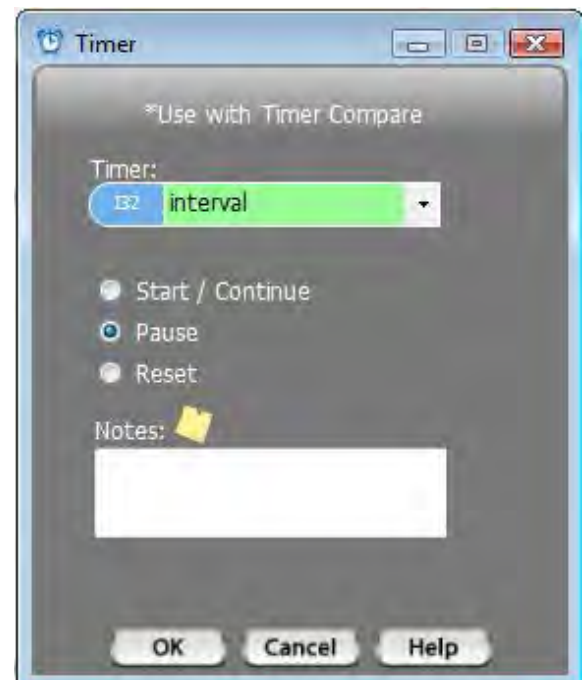 Timer
*Use with Timer Compare
Timer:
I32 interval
Start / Continue
Pause
Reset
Notes:
OK Cancel Help